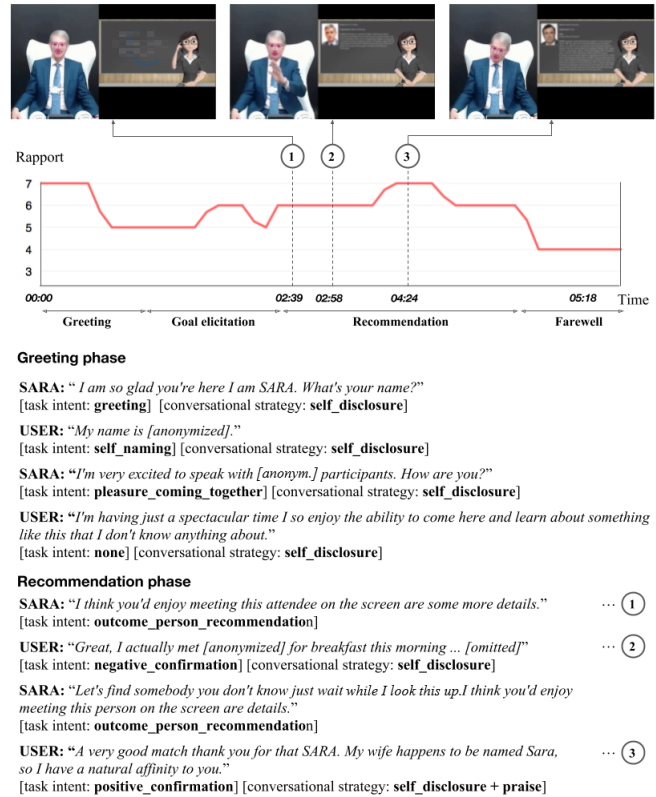 1 2 3
Rapport
7
6
5
4
3
00:00 02:39 02:58 04:24 05:18 Time
Greeting Goal elicitation Recommendation Farewell
Greeting phase
SARA: “ I am so glad you're here I am SARA. What's your name?”
[task intent: greeting] [conversational strategy: self_disclosure]
USER: “My name is [anonymized].”
[task intent: self_naming] [conversational strategy: self_disclosure]
SARA: “I'm very excited to speak with [anonym.] participants. How are you?”
[task intent: pleasure_coming_together] [conversational strategy: self_disclosure]
USER: “I'm having just a spectacular time I so enjoy the ability to come here and learn about something
like this that I don't know anything about.”
[task intent: none] [conversational strategy: self_disclosure]
Recommendation phase
SARA: “I think you'd enjoy meeting this attendee on the screen are some more details.” ... 1
[task intent: outcome_person_recommendation]
USER: “Great, I actually met [anonymized] for breakfast this morning ... [omitted]” ... 2
[task intent: negative_confirmation] [conversational strategy: self_disclosure]
SARA: “Let's find somebody you don't know just wait while I look this up.I think you'd enjoy
meeting this person on the screen are details.”
[task intent: outcome_person_recommendation]
USER: “A very good match thank you for that SARA. My wife happens to be named Sara, ... 3
so I have a natural affinity to you.”
[task intent: positive_confirmation] [conversational strategy: self_disclosure + praise]